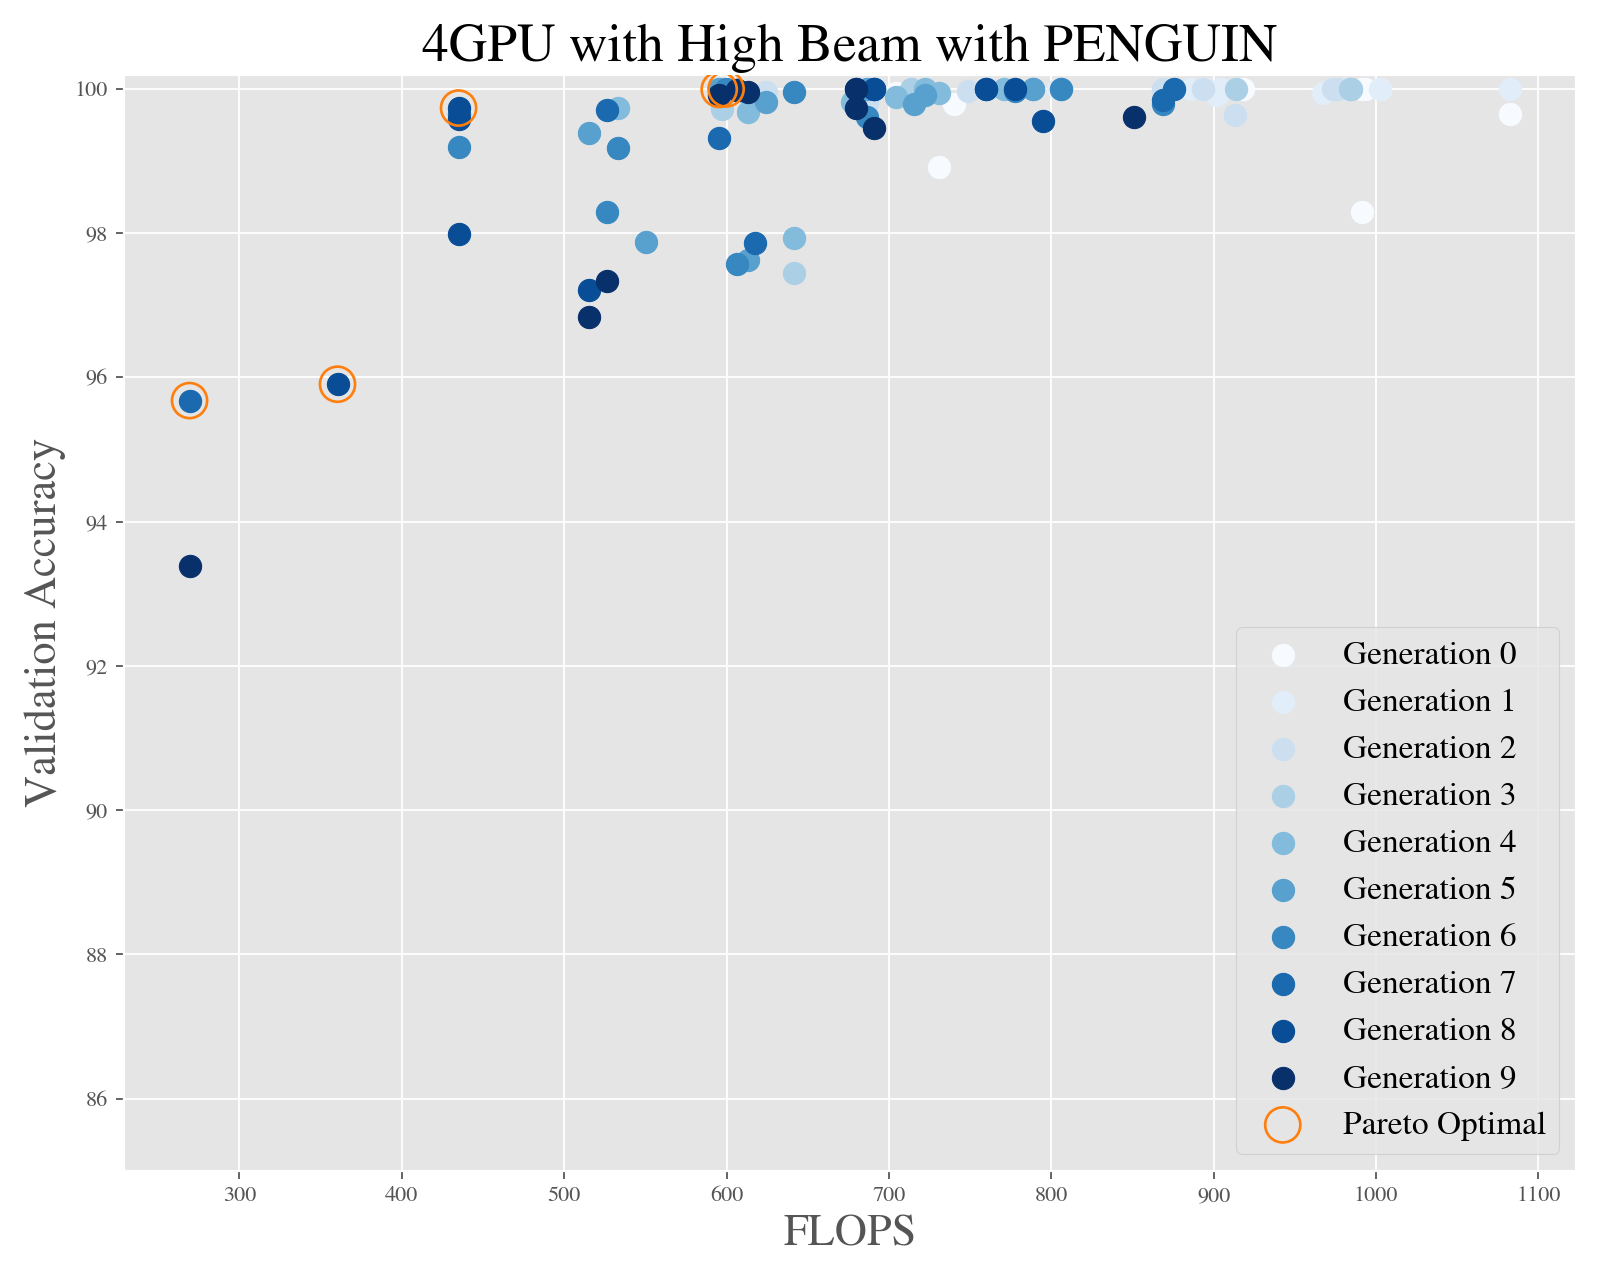 4GPU with High Beam with PENGUIN
Validation Accuracy
100
98
96
94
92
90
88
86
300
400
500
600
700
800
900
1000
1100
FLOPS
Generation 0
Generation 1
Generation 2
Generation 3
Generation 4
Generation 5
Generation 6
Generation 7
Generation 8
Generation 9
Pareto Optimal